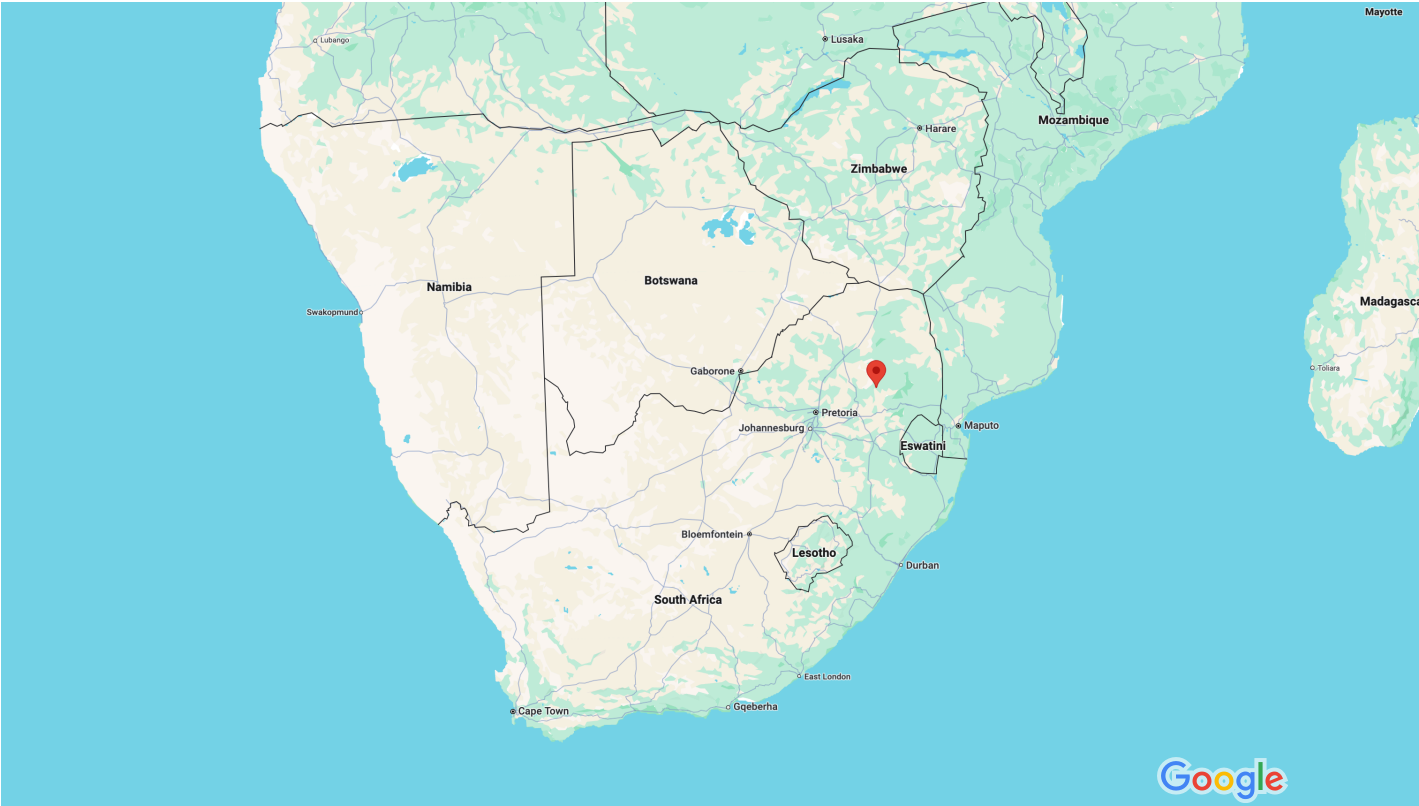 Mayotte
Lubango
Lusaka
Mozambique
Harare
Zimbabwe
Botswana
Namibia
Madagasca
Swakopmund
Toliara
Gaborone
Pretoria
Johannesburg
Maputo
Eswatini
Bloemfontein
Lesotho
Durban
South Africa
East London
Gqeberha
Cape Town
Google